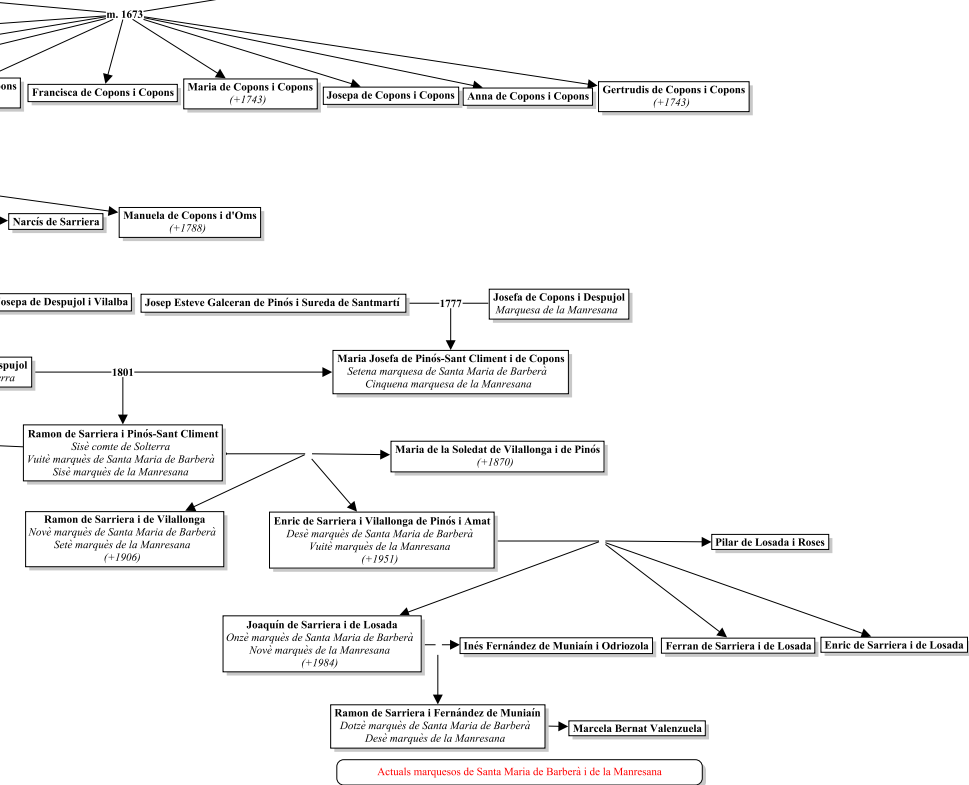 m. 1673
Francisca de Copons i Copons
Maria de Copons i Copons
(+1743)
Josepa de Copons i Copons
Anna de Copons i Copons
Gertrudis de Copons i Copons
(+1743)
Narcís de Sarriera
Manuela de Copons i d'Oms
(+1788)
osepa de Despujol i Vilalba
Josep Esteve Galceran de Pinós i Sureda de Santmartí
1777
Josefa de Copons i Despujol
Marquesa de la Manresana
spujol
erra
1801
Maria Josefa de Pinós-Sant Climent i de Copons
Setena marquesa de Santa Maria de Barberà
Cinquena marquesa de la Manresana
Ramon de Sarriera i Pinós-Sant Climent
Sisè comte de Solterra
Vuitè marquès de Santa Maria de Barberà
Sisè marquès de la Manresana
Maria de la Soledat de Vilallonga i de Pinós
(+1870)
Ramon de Sarriera i de Vilallonga
Novè marquès de Santa Maria de Barberà
Setè marquès de la Manresana
(+1906)
Enric de Sarriera i Vilallonga de Pinós i Amat
Desè marquès de Santa Maria de Barberà
Vuitè marquès de la Manresana
(+1951)
Pilar de Losada i Roses
Joaquín de Sarriera i de Losada
Onzè marquès de Santa Maria de Barberà
Novè marquès de la Manresana
(+1984)
Inés Fernández de Muniaín i Odriozola
Ferran de Sarriera i de Losada
Enric de Sarriera i de Losada
Ramon de Sarriera i Fernández de Muniaín
Dotzè marquès de Santa Maria de Barberà
Desè marquès de la Manresana
Marcela Bernat Valenzuela
Actuals marquesos de Santa Maria de Barberà i de la Manresana